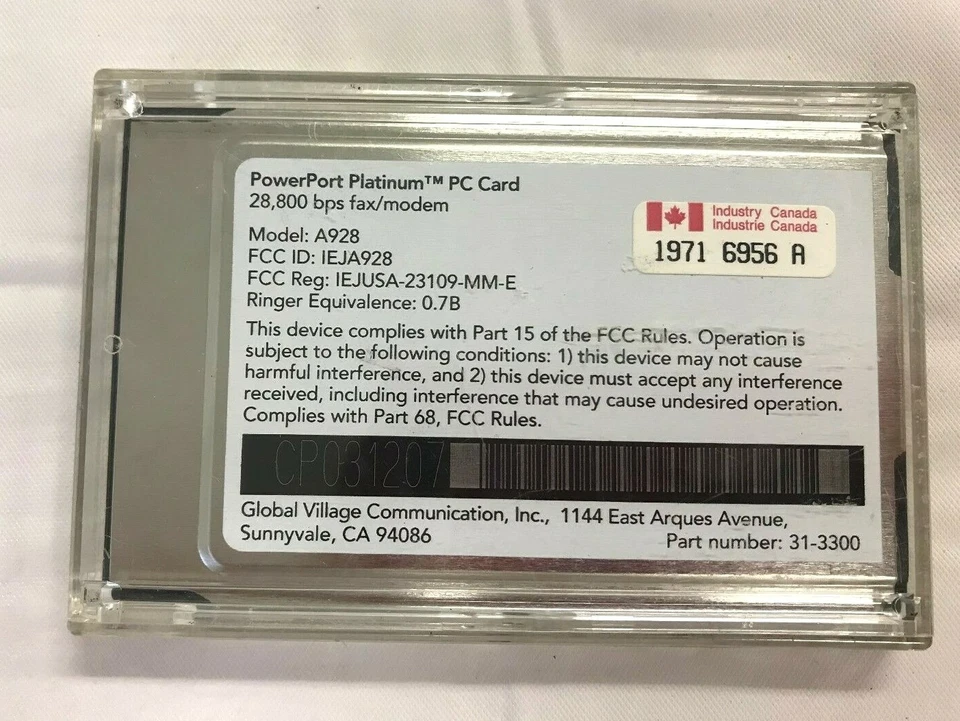 PowerPort Platinum™ PC Card
28,800 bps fax/modem
Industry Canada
Industrie Canada
1971 6956 A
Model: A928
FCC ID: IEJA928
FCC Reg: IEJUSA-23109-MM-E
Ringer Equivalence: 0.7B
This device complies with Part 15 of the FCC Rules. Operation is
subject to the following conditions: 1) this device may not cause
harmful interference, and 2) this device must accept any interference
received, including interference that may cause undesired operation.
Complies with Part 68, FCC Rules.
CP031207
Global Village Communication, Inc., 1144 East Arques Avenue,
Sunnyvale, CA 94086
Part number: 31-3300